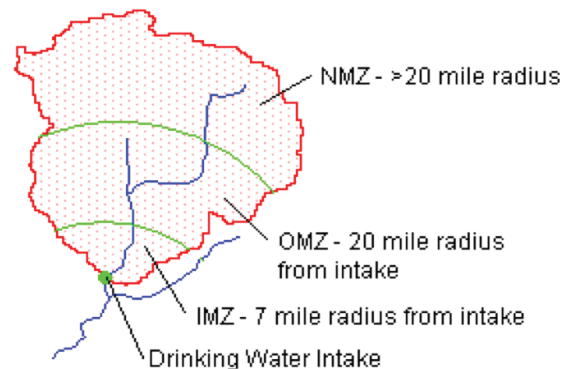 NMZ - >20 mile radius
OMZ - 20 mile radius
from intake
IMZ - 7 mile radius from intake
Drinking Water Intake